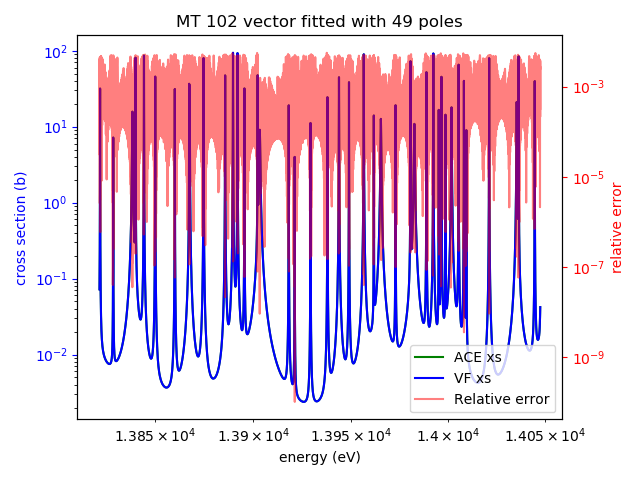 MT 102 vector fitted with 49 poles
10²
10¹
10⁰
10⁻¹
10⁻²
cross section (b)
10⁻³
10⁻⁵
10⁻⁷
10⁻⁹
relative error
ACE xs
VF xs
Relative error
1.385 × 10⁴ 1.39 × 10⁴ 1.395 × 10⁴ 1.4 × 10⁴ 1.405 × 10⁴
energy (eV)